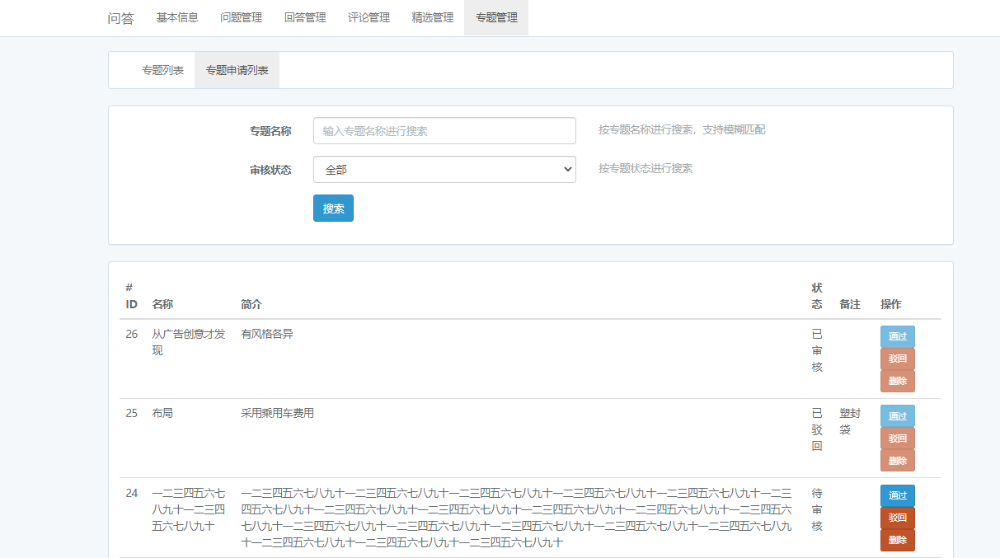 问答 基本信息 问题管理 回答管理 评论管理 精选管理 专题管理
专题列表 专题申请列表
专题名称 输入专题名称进行搜索 按专题名称进行搜索，支持模糊匹配
审核状态 全部 按专题状态进行搜索
搜索
#
ID 名称 简介 状态 备注 操作
26 从广告创意才发现 有风格各异 已审核 通过
驳回
删除
25 布局 采用乘用车费用 已驳回 塑封袋 通过
驳回
删除
24 一二三四五六七八九十一二三四五六七八九十 一二三四五六七八九十一二三四五六七八九十一二三四五六七八九十一二三四五六七八九十一二三四五六七八九十一二三 待审核 通过
四五六七八九十一二三四五六七八九十一二三四五六七八九十一二三四五六七八九十一二三四五六七八九十一二三四五六 驳回
七八九十一二三四五六七八九十一二三四五六七八九十一二三四五六七八九十一二三四五六七八九十一二三四五六七八九 删除
十一二三四五六七八九十一二三四五六七八九十一二三四五六七八九十